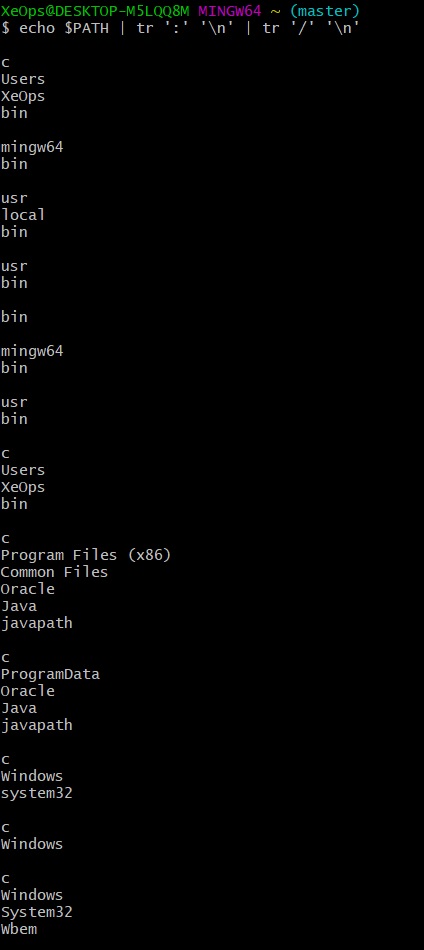 XeOps@DESKTOP-M5LQQ8M MINGW64 ~ (master)
$ echo $PATH | tr ':' '\n' | tr '/' '\n'

c
Users
XeOps
bin

mingw64
bin

usr
local
bin

usr
bin

bin

mingw64
bin

usr
bin

c
Users
XeOps
bin

c
Program Files (x86)
Common Files
Oracle
Java
javapath

c
ProgramData
Oracle
Java
javapath

c
Windows
system32

c
Windows

c
Windows
System32
Wbem